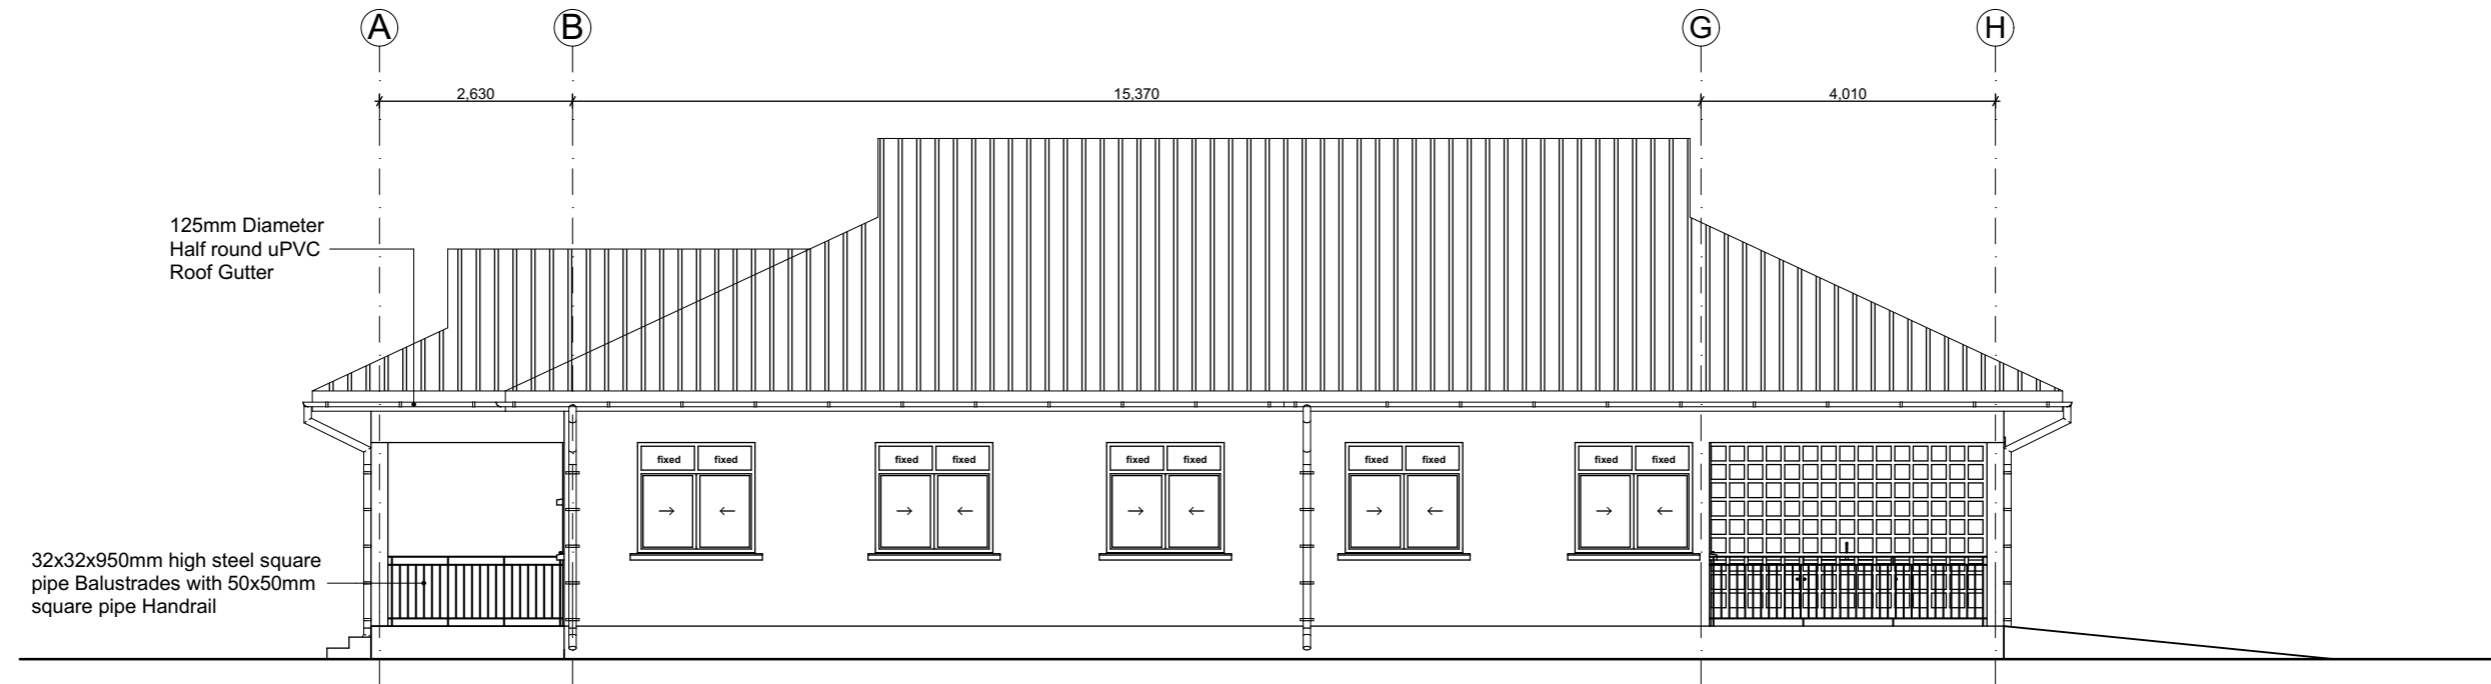 A B G H
2,630 15,370 4,010
125mm Diameter
Half round uPVC
Roof Gutter
fixed fixed fixed fixed fixed fixed fixed fixed fixed fixed
32x32x950mm high steel square
pipe Balustrades with 50x50mm
square pipe Handrail